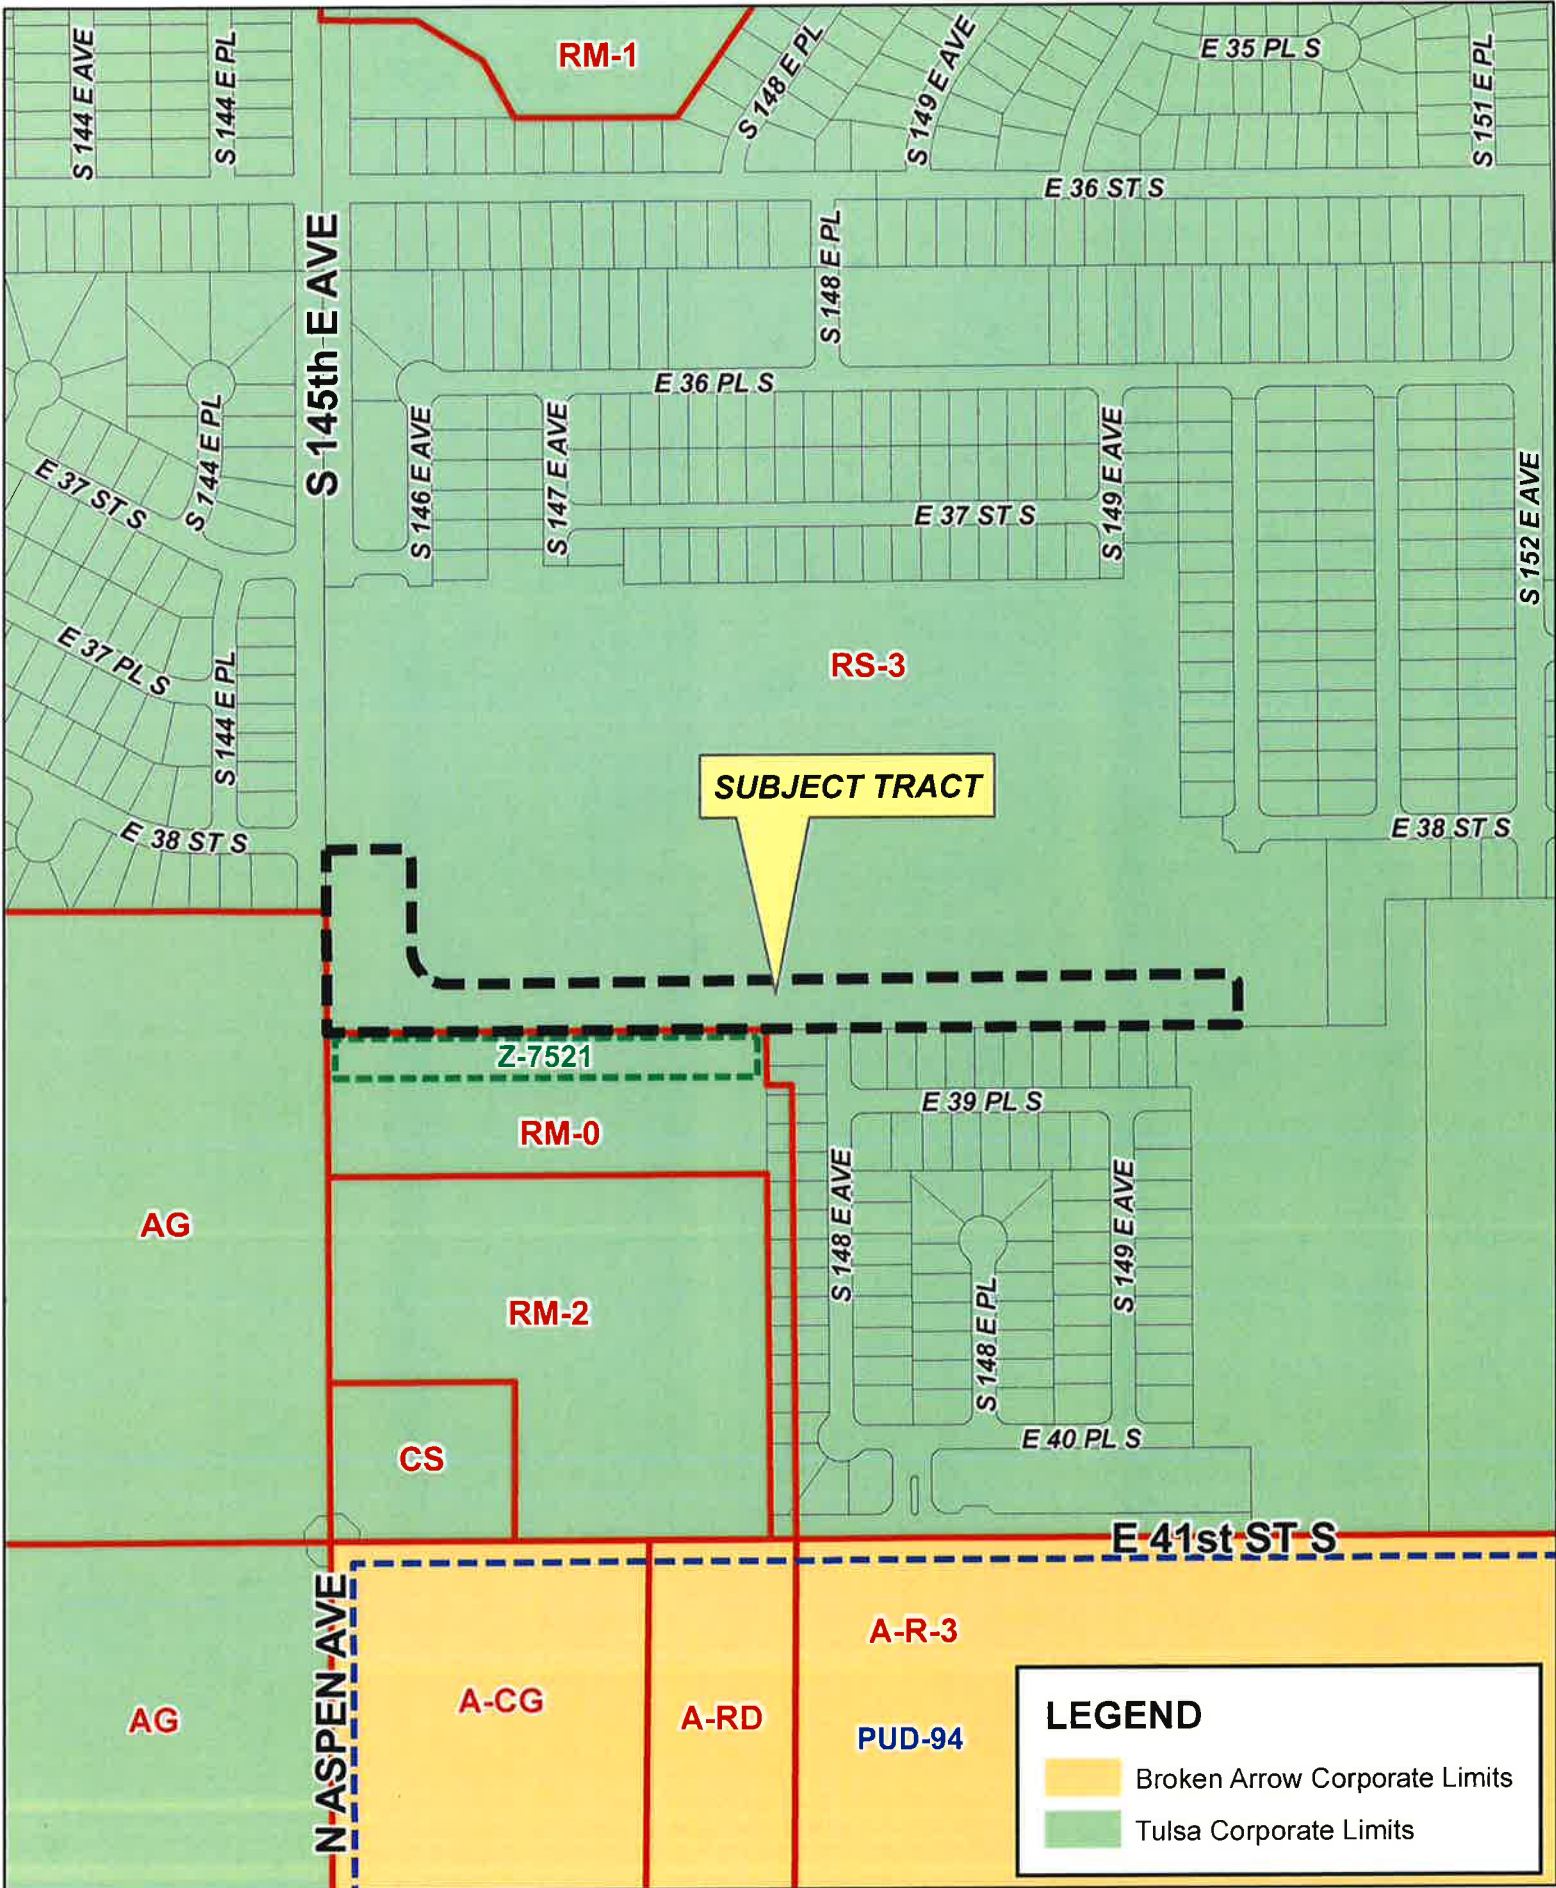 RM-1
E 35 PL S
S 144 E AVE
S 144 E PL
S 148 E PL
S 149 E AVE
S 151 E PL
E 36 ST S
S 145th E AVE
S 148 E PL
E 36 PL S
S 144 E PL
S 146 E AVE
S 147 E AVE
S 149 E AVE
E 37 ST S
E 37 ST S
S 152 E AVE
E 37 PL S
S 144 E PL
RS-3
SUBJECT TRACT
E 38 ST S
E 38 ST S
Z-7521
E 39 PL S
RM-0
AG
S 148 E AVE
S 149 E AVE
RM-2
S 148 E PL
CS
E 40 PL S
E 41st ST S
N ASPEN AVE
A-R-3
A-CG
A-RD
AG
PUD-94
LEGEND
Broken Arrow Corporate Limits
Tulsa Corporate Limits